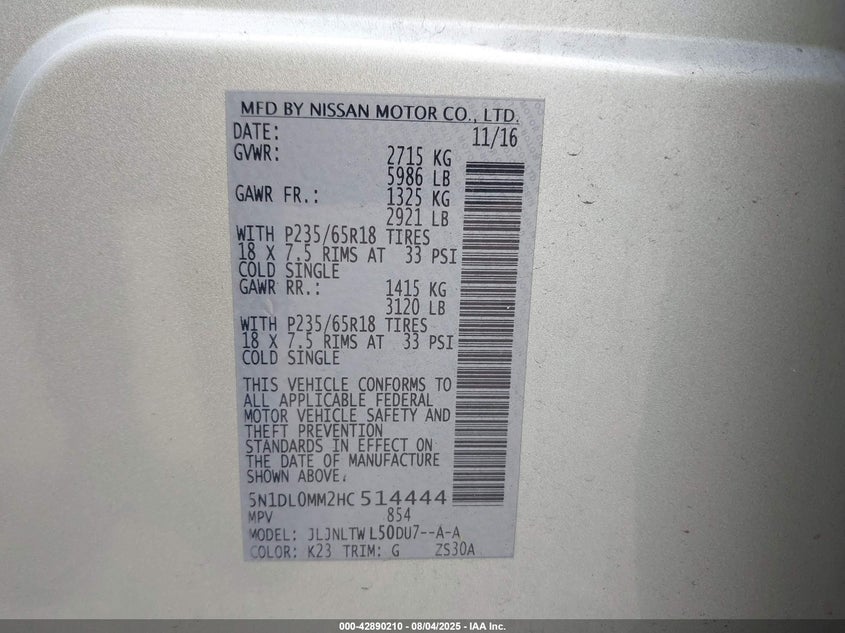 MFD BY NISSAN MOTOR CO., LTD.
DATE: 11/16
GVWR: 2715 KG
5986 LB
GAWR FR.: 1325 KG
2921 LB
WITH P235/65R18 TIRES
18 X 7.5 RIMS AT 33 PSI
COLD SINGLE
GAWR RR.: 1415 KG
3120 LB
WITH P235/65R18 TIRES
18 X 7.5 RIMS AT 33 PSI
COLD SINGLE
THIS VEHICLE CONFORMS TO
ALL APPLICABLE FEDERAL
MOTOR VEHICLE SAFETY AND
THEFT PREVENTION
STANDARDS IN EFFECT ON
THE DATE OF MANUFACTURE
SHOWN ABOVE.
5N1DL0MM2HC514444
MPV 854
MODEL: JLJNLTWL50DU7--A-A
COLOR: K23 TRIM: G ZS30A
000-42890210 - 08/04/2025 - IAA Inc.